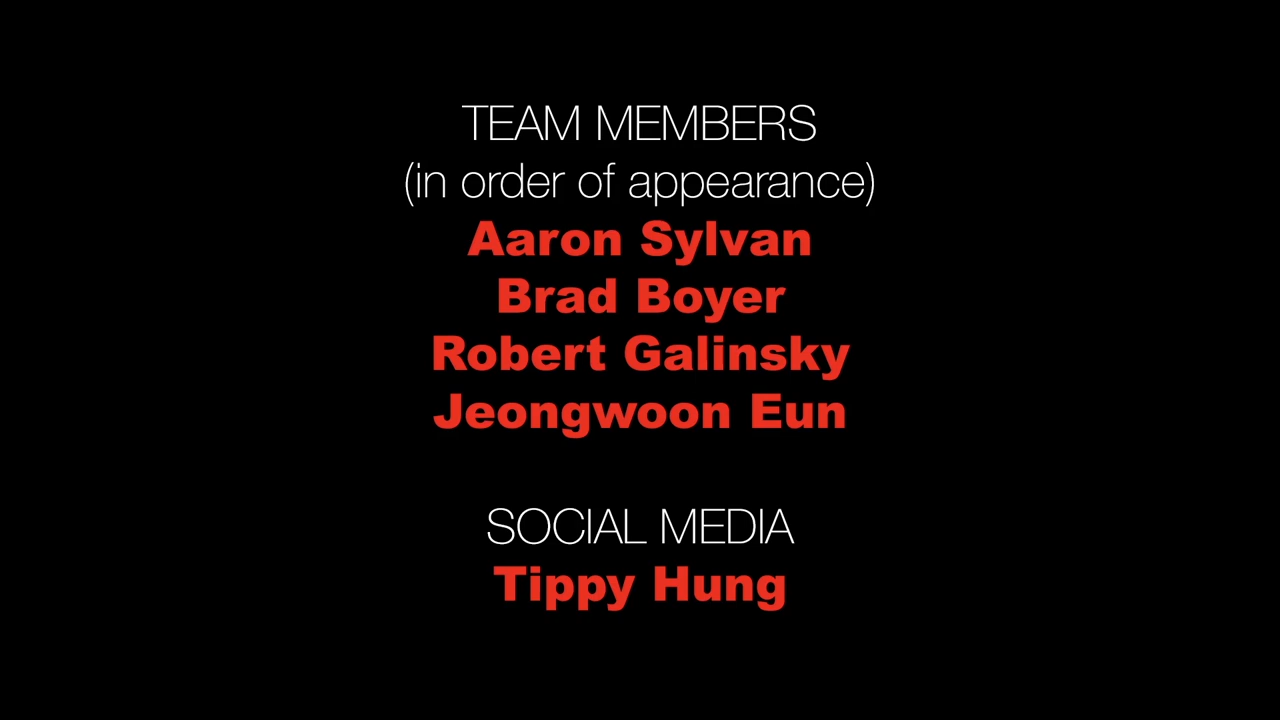 TEAM MEMBERS
(in order of appearance)
Aaron Sylvan
Brad Boyer
Robert Galinsky
Jeongwoon Eun
SOCIAL MEDIA
Tippy Hung